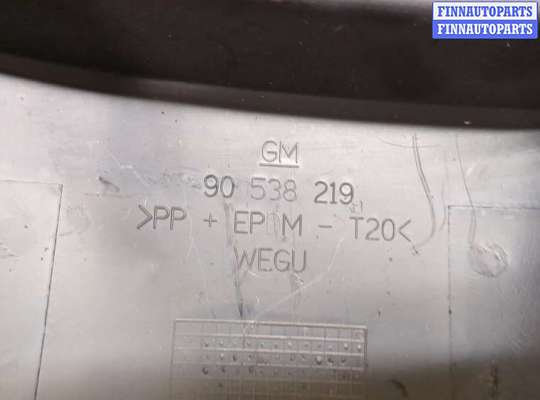 FINNAUTOPARTS
FINNAUTOPARTS
GM
90 538 219
>PP + EPDM - T20<
WEGU